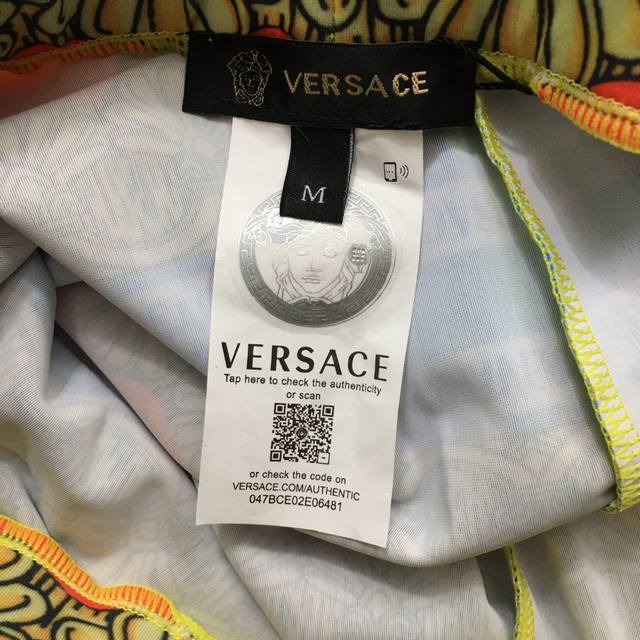 VERSACE
M
VERSACE
Tap here to check the authenticity
or scan
or check the code on
VERSACE.COM/AUTHENTIC
047BCE02E06481